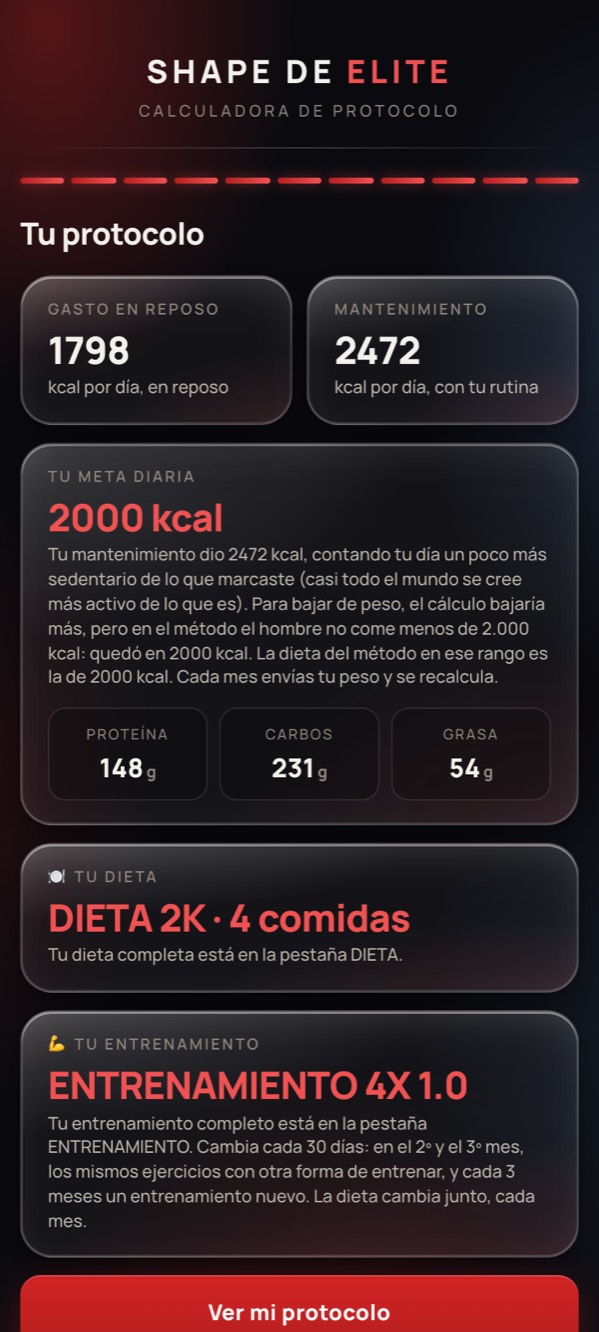 SHAPE DE ELITE
CALCULADORA DE PROTOCOLO
Tu protocolo
GASTO EN REPOSO
1798
kcal por día, en reposo
MANTENIMIENTO
2472
kcal por día, con tu rutina
TU META DIARIA
2000 kcal
Tu mantenimiento dio 2472 kcal, contando tu día un poco más
sedentario de lo que marcaste (casi todo el mundo se cree
más activo de lo que es). Para bajar de peso, el cálculo bajaría
más, pero en el método el hombre no come menos de 2.000
kcal: quedó en 2000 kcal. La dieta del método en ese rango es
la de 2000 kcal. Cada mes envías tu peso y se recalcula.
PROTEÍNA
148 g
CARBOS
231 g
GRASA
54 g
🍽️ TU DIETA
DIETA 2K · 4 comidas
Tu dieta completa está en la pestaña DIETA.
💪 TU ENTRENAMIENTO
ENTRENAMIENTO 4X 1.0
Tu entrenamiento completo está en la pestaña
ENTRENAMIENTO. Cambia cada 30 días: en el 2º y el 3º mes,
los mismos ejercicios con otra forma de entrenar, y cada 3
meses un entrenamiento nuevo. La dieta cambia junto, cada
mes.
Ver mi protocolo